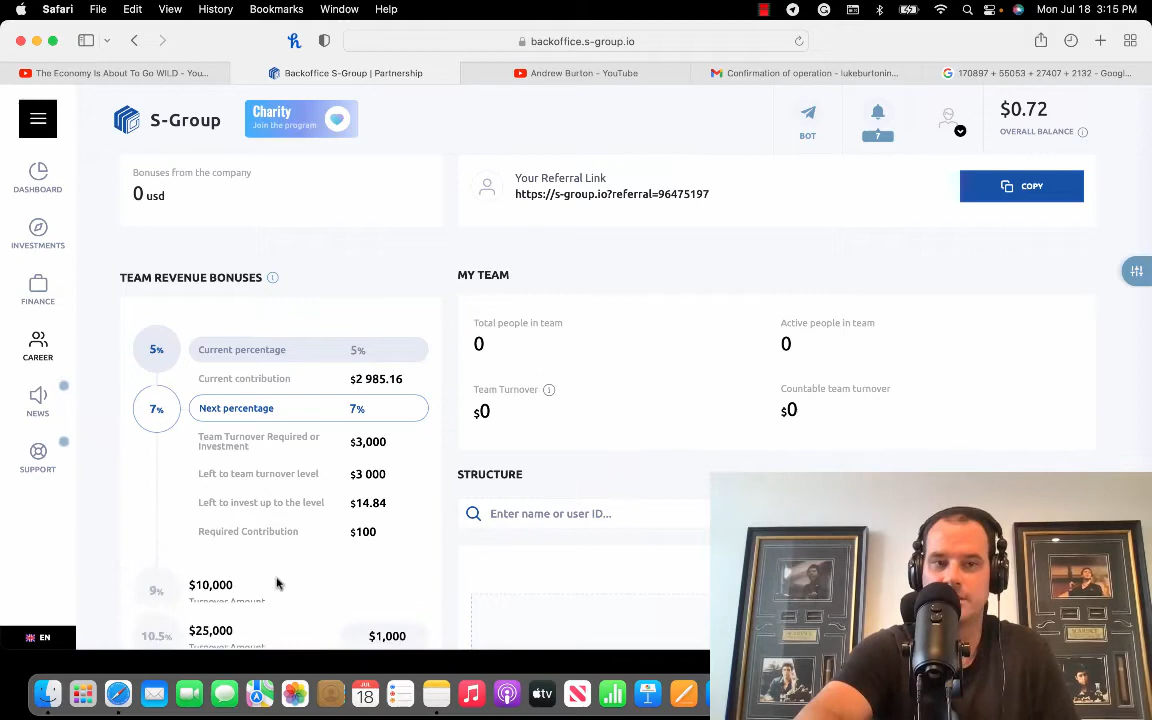 Safari File Edit View History Bookmarks Window Help Mon Jul 18 3:15 PM
backoffice.s-group.io
The Economy Is About To Go WILD - You...
Backoffice S-Group | Partnership
Andrew Burton - YouTube
Confirmation of operation - lukeburtonin...
170897 + 55053 + 27407 + 2132 - Googl...
S-Group
Charity
Join the program
BOT
7
$0.72
OVERALL BALANCE
DASHBOARD
INVESTMENTS
FINANCE
CAREER
NEWS
SUPPORT
EN
Bonuses from the company
0 usd
Your Referral Link
https://s-group.io?referral=96475197
COPY
TEAM REVENUE BONUSES
5%
Current percentage 5%
Current contribution $2 985.16
7%
Next percentage 7%
Team Turnover Required or
Investment
$3,000
Left to team turnover level $3 000
Left to invest up to the level $14.84
Required Contribution $100
9%
$10,000
Turnover Amount
10.5%
$25,000
Turnover Amount
$1,000
MY TEAM
Total people in team
0
Active people in team
0
Team Turnover
$0
Countable team turnover
$0
STRUCTURE
Enter name or user ID...
JUL
18
tv